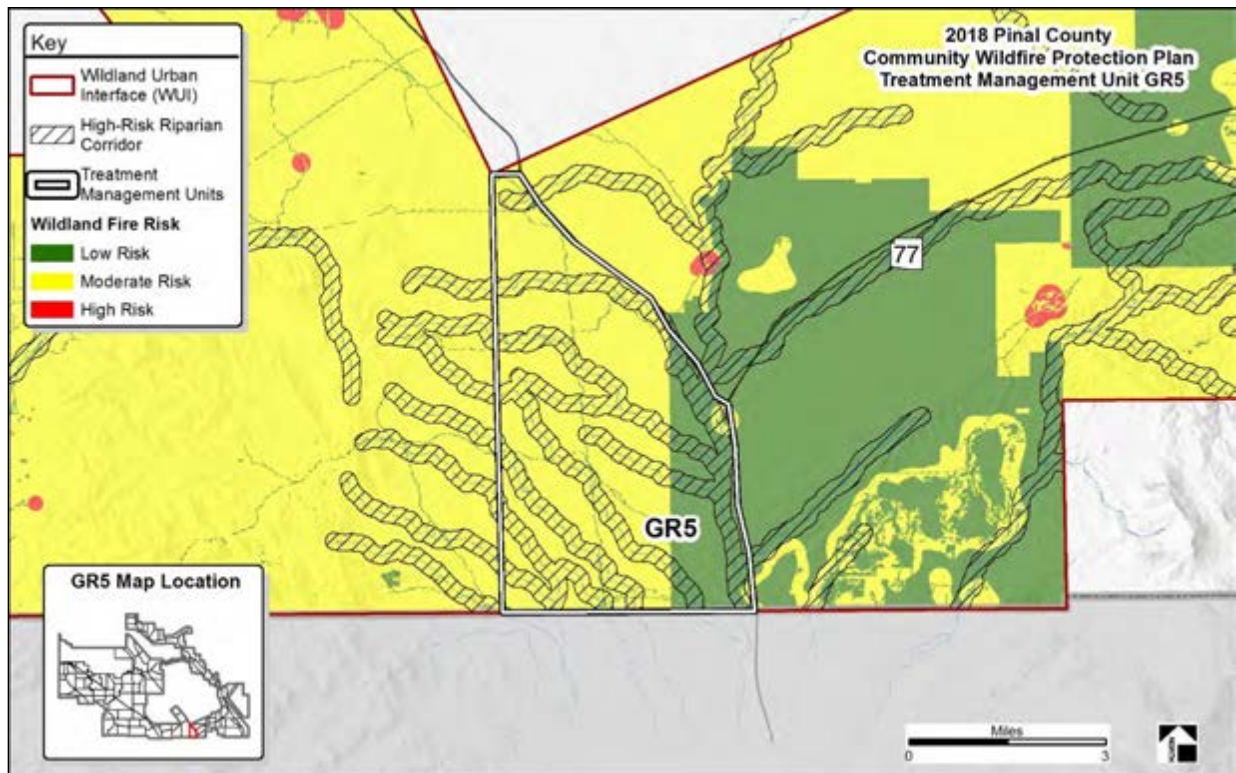 Key
Wildland Urban
Interface (WUI)
High-Risk Riparian
Corridor
Treatment
Management Units
Wildland Fire Risk
Low Risk
Moderate Risk
High Risk
2018 Pinal County
Community Wildfire Protection Plan
Treatment Management Unit GR5
77
GR5
GR5 Map Location
Miles
0
3